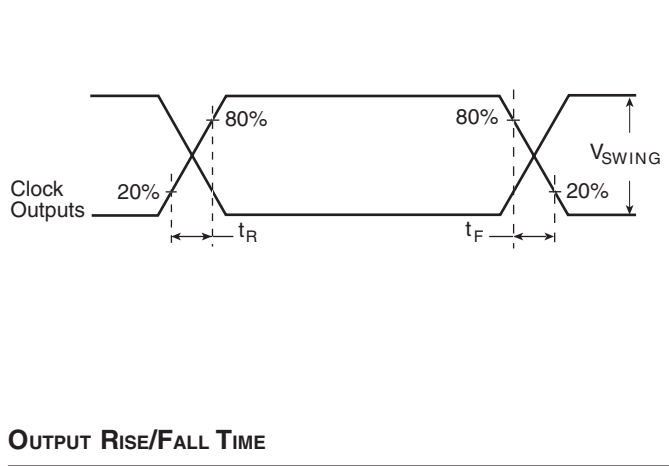 80%
80%
VSWING
Clock
Outputs
20%
20%
tR
tF
OUTPUT RISE/FALL TIME